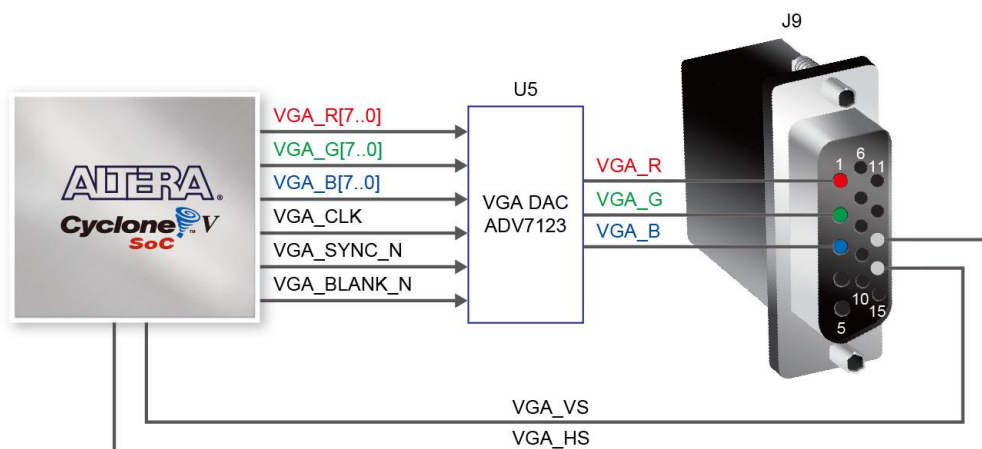 J9
U5
VGA_R[7..0]
VGA_G[7..0]
VGA_B[7..0]
VGA_CLK
VGA_SYNC_N
VGA_BLANK_N
ALTERA®
Cyclone™ V
SoC
VGA DAC
ADV7123
VGA_R
VGA_G
VGA_B
1
6
11
5
10
15
VGA_VS
VGA_HS